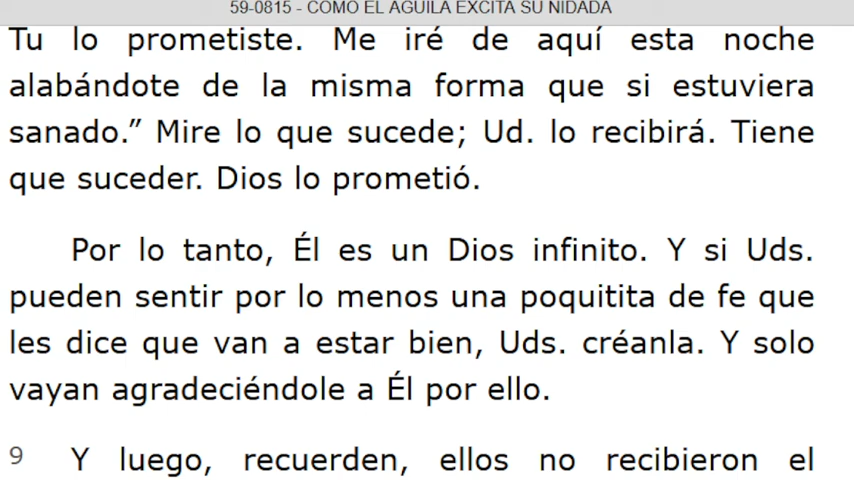 59-0815 - COMO EL AGUILA EXCITA SU NIDADA
Tu lo prometiste. Me iré de aquí esta noche
alabándote de la misma forma que si estuviera
sanado.” Mire lo que sucede; Ud. lo recibirá. Tiene
que suceder. Dios lo prometió.
Por lo tanto, Él es un Dios infinito. Y si Uds.
pueden sentir por lo menos una poquitita de fe que
les dice que van a estar bien, Uds. créanla. Y solo
vayan agradeciéndole a Él por ello.
9 Y luego, recuerden, ellos no recibieron el